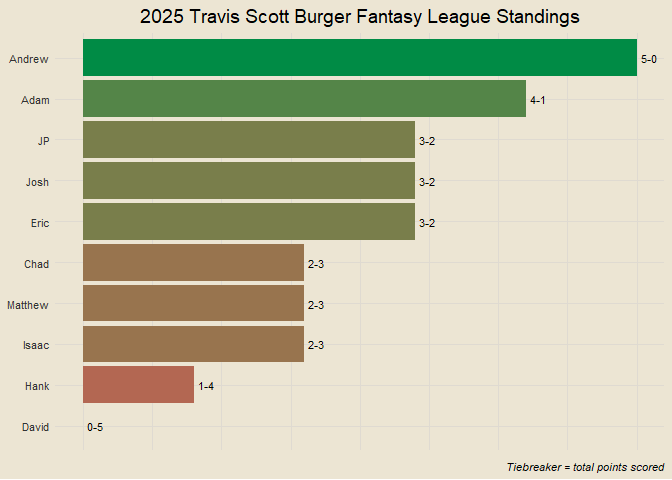 2025 Travis Scott Burger Fantasy League Standings
Andrew 5-0
Adam 4-1
JP 3-2
Josh 3-2
Eric 3-2
Chad 2-3
Matthew 2-3
Isaac 2-3
Hank 1-4
David 0-5
Tiebreaker = total points scored